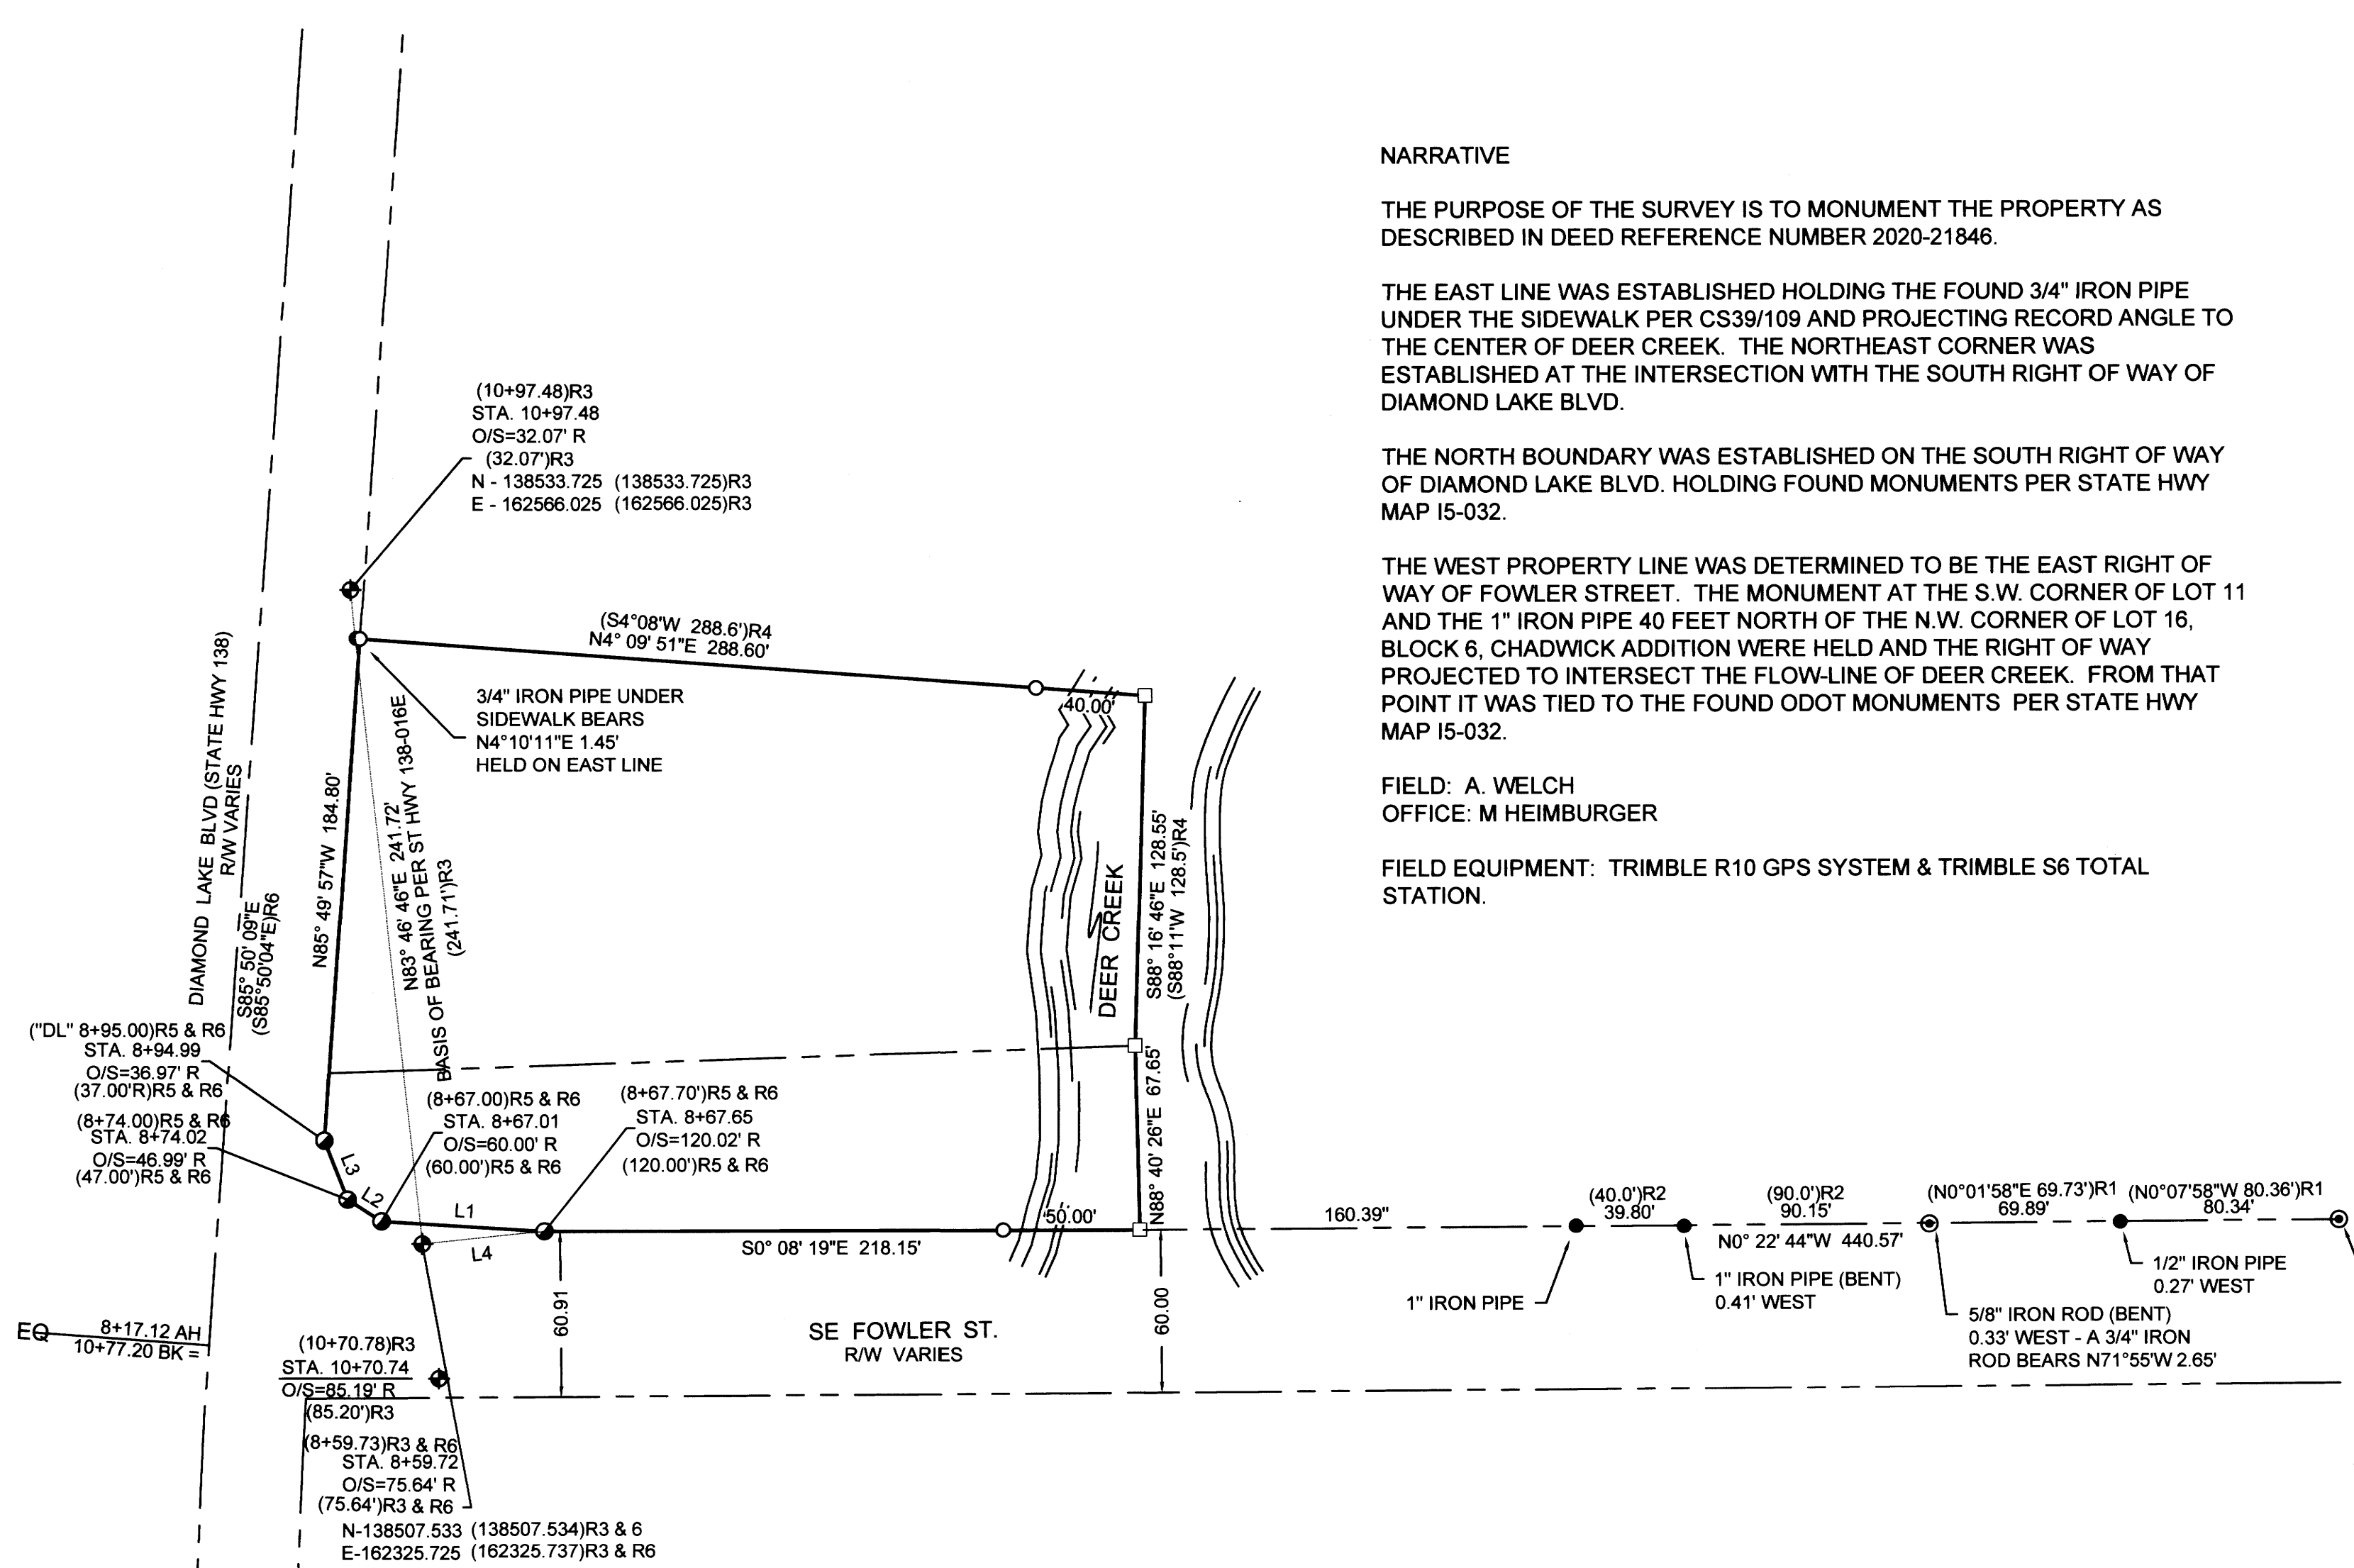 NARRATIVE
THE PURPOSE OF THE SURVEY IS TO MONUMENT THE PROPERTY AS
DESCRIBED IN DEED REFERENCE NUMBER 2020-21846.
THE EAST LINE WAS ESTABLISHED HOLDING THE FOUND 3/4" IRON PIPE
UNDER THE SIDEWALK PER CS39/109 AND PROJECTING RECORD ANGLE TO
THE CENTER OF DEER CREEK. THE NORTHEAST CORNER WAS
ESTABLISHED AT THE INTERSECTION WITH THE SOUTH RIGHT OF WAY OF
DIAMOND LAKE BLVD.
THE NORTH BOUNDARY WAS ESTABLISHED ON THE SOUTH RIGHT OF WAY
OF DIAMOND LAKE BLVD. HOLDING FOUND MONUMENTS PER STATE HWY
MAP I5-032.
THE WEST PROPERTY LINE WAS DETERMINED TO BE THE EAST RIGHT OF
WAY OF FOWLER STREET. THE MONUMENT AT THE S.W. CORNER OF LOT 11
AND THE 1" IRON PIPE 40 FEET NORTH OF THE N.W. CORNER OF LOT 16,
BLOCK 6, CHADWICK ADDITION WERE HELD AND THE RIGHT OF WAY
PROJECTED TO INTERSECT THE FLOW-LINE OF DEER CREEK. FROM THAT
POINT IT WAS TIED TO THE FOUND ODOT MONUMENTS PER STATE HWY
MAP I5-032.
FIELD: A. WELCH
OFFICE: M HEIMBURGER
FIELD EQUIPMENT: TRIMBLE R10 GPS SYSTEM & TRIMBLE S6 TOTAL
STATION.
(10+97.48)R3
STA. 10+97.48
O/S=32.07' R
(32.07')R3
N - 138533.725 (138533.725)R3
E - 162566.025 (162566.025)R3
(S4°08'W 288.6')R4
N4° 09' 51"E 288.60'
40.00'
3/4" IRON PIPE UNDER
SIDEWALK BEARS
N4°10'11"E 1.45'
HELD ON EAST LINE
DIAMOND LAKE BLVD (STATE HWY 138)
R/W VARIES
S85° 50' 09"E
(S85°50'04"E)R6
N85° 49' 57"W 184.80'
N83° 46' 46"E 241.72'
BASIS OF BEARING PER ST HWY 138-016E
(241.71')R3
DEER CREEK
S88° 16' 46"E 128.55'
(S88°11'W 128.5')R4
N88° 40' 26"E 67.65'
("DL" 8+95.00)R5 & R6
STA. 8+94.99
O/S=36.97' R
(37.00'R)R5 & R6
(8+74.00)R5 & R6
STA. 8+74.02
O/S=46.99' R
(47.00')R5 & R6
L3
L2
L1
L4
(8+67.00)R5 & R6
STA. 8+67.01
O/S=60.00' R
(60.00')R5 & R6
(8+67.70')R5 & R6
STA. 8+67.65
O/S=120.02' R
(120.00')R5 & R6
50.00'
S0° 08' 19"E 218.15'
160.39"
(40.0')R2
39.80'
(90.0')R2
90.15'
(N0°01'58"E 69.73')R1
69.89'
(N0°07'58"W 80.36')R1
80.34'
N0° 22' 44"W 440.57'
1" IRON PIPE
1" IRON PIPE (BENT)
0.41' WEST
1/2" IRON PIPE
0.27' WEST
5/8" IRON ROD (BENT)
0.33' WEST - A 3/4" IRON
ROD BEARS N71°55'W 2.65'
60.91
60.00
SE FOWLER ST.
R/W VARIES
EQ
8+17.12 AH
10+77.20 BK =
(10+70.78)R3
STA. 10+70.74
O/S=85.19' R
(85.20')R3
(8+59.73)R3 & R6
STA. 8+59.72
O/S=75.64' R
(75.64')R3 & R6
N-138507.533 (138507.534)R3 & 6
E-162325.725 (162325.737)R3 & R6